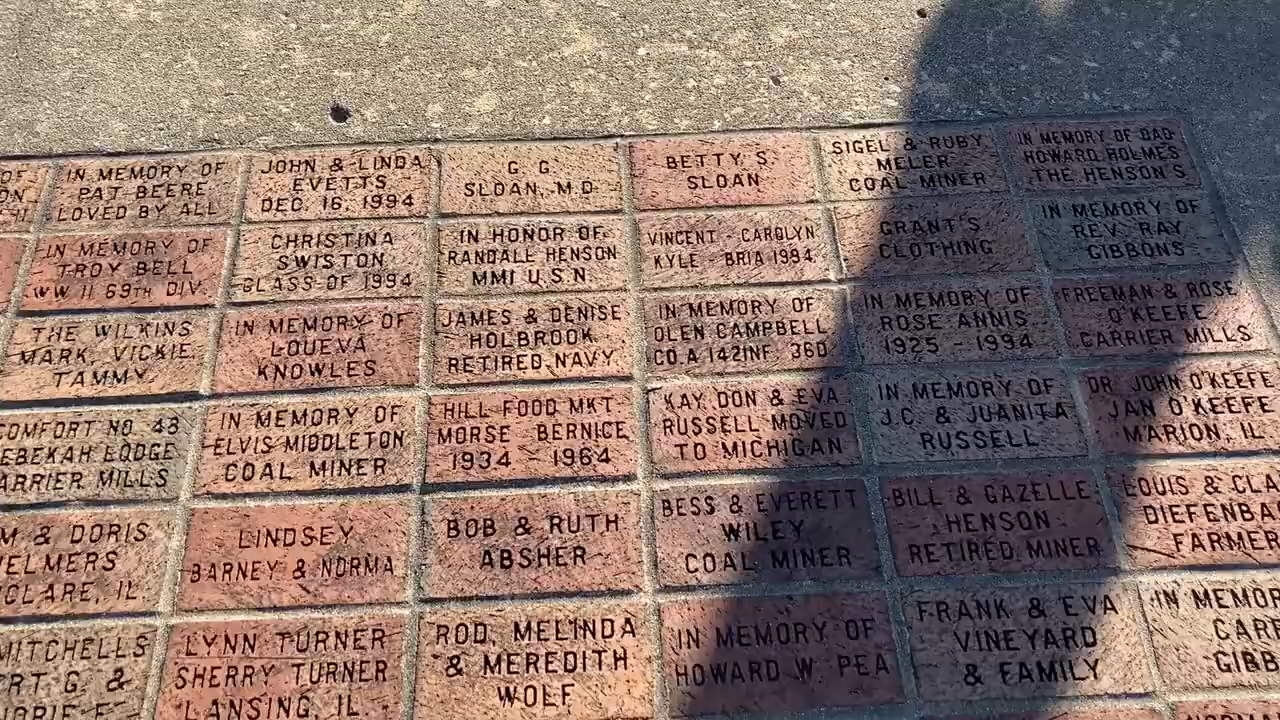 OF
IN MEMORY OF
PAT BEERE
LOVED BY ALL
JOHN & LINDA
EVETTS
DEC. 16, 1994
G G
SLOAN, M.D.
BETTY S.
SLOAN
SIGEL & RUBY
MELER
COAL MINER
IN MEMORY OF DAD
HOWARD HOLMES
THE HENSON'S
IN MEMORY OF
TROY BELL
WW II 69TH DIV.
CHRISTINA
SWISTON
CLASS OF 1994
IN HONOR OF
RANDALL HENSON
MM1 U.S.N.
VINCENT - CAROLYN
KYLE - BRIA 1994
GRANT'S
CLOTHING
IN MEMORY OF
REV. RAY
GIBBONS
THE WILKINS
MARK, VICKIE,
TAMMY
IN MEMORY OF
LOUEVA
KNOWLES
JAMES & DENISE
HOLBROOK
RETIRED NAVY
IN MEMORY OF
OLEN CAMPBELL
CO.A 142INF. 36D
IN MEMORY OF
ROSE ANNIS
1925 - 1994
FREEMAN & ROSE
O'KEEFE
CARRIER MILLS
COMFORT NO. 43
REBEKAH LODGE
CARRIER MILLS
IN MEMORY OF
ELVIS MIDDLETON
COAL MINER
HILL FOOD MKT.
MORSE - BERNICE
1934 - 1964
KAY DON & EVA
RUSSELL MOVED
TO MICHIGAN
IN MEMORY OF
J.C. & JUANITA
RUSSELL
DR. JOHN O'KEEFE
JAN O'KEEFE
MARION, IL.
M & DORIS
ELMERS
CLARE, IL.
LINDSEY
BARNEY & NORMA
BOB & RUTH
ABSHER
BESS & EVERETT
WILEY
COAL MINER
BILL & GAZELLE
HENSON
RETIRED MINER
LOUIS & CLA
DIEFENBA
FARMER
MITCHELLS
RT G. &
LYNN TURNER
SHERRY TURNER
LANSING, IL.
ROD, MELINDA
& MEREDITH
WOLF
IN MEMORY OF
HOWARD W. PEA
FRANK & EVA
VINEYARD
& FAMILY
IN MEMOR
CAR
GIBB